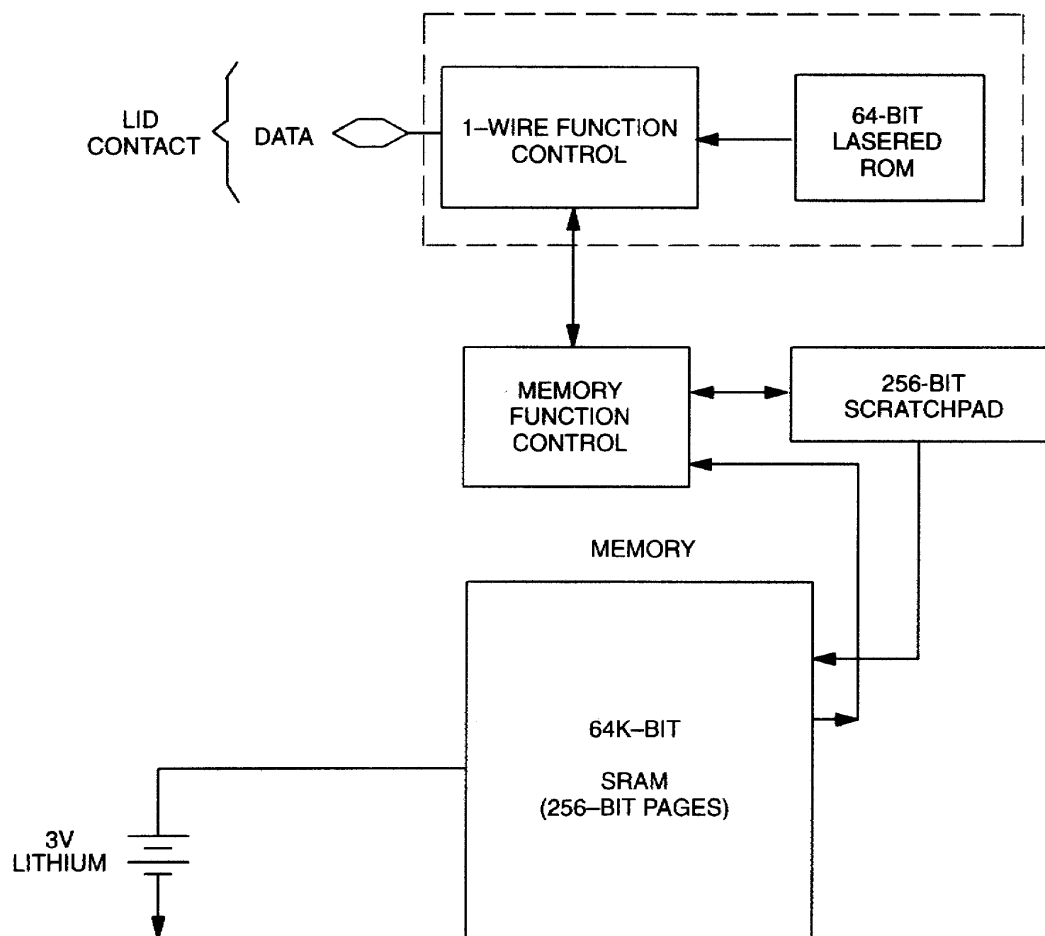 LID
CONTACT
DATA
1–WIRE FUNCTION
CONTROL
64-BIT
LASERED
ROM
MEMORY
FUNCTION
CONTROL
256-BIT
SCRATCHPAD
MEMORY
64K–BIT
SRAM
(256–BIT PAGES)
3V
LITHIUM